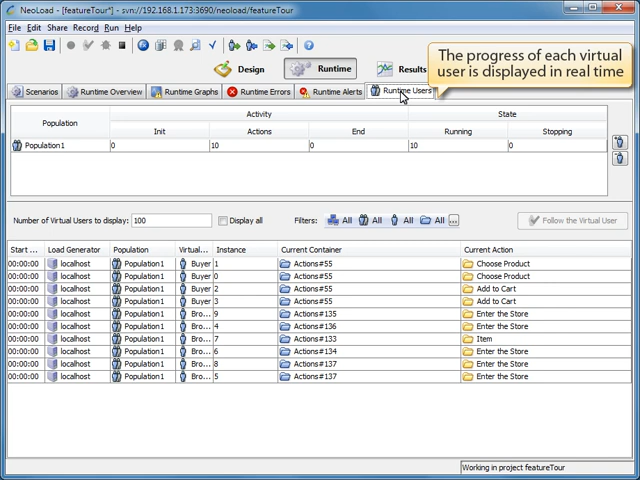 NeoLoad - [featureTour*] - svn://192.168.1.173:3690/neoload/featureTour
File Edit Share Record Run Help
Design Runtime Results
The progress of each virtual
user is displayed in real time
Scenarios Runtime Overview Runtime Graphs Runtime Errors Runtime Alerts Runtime Users
Population Activity State
Init Actions End Running Stopping
Population1 0 10 0 10 0
Number of Virtual Users to display: 100 Display all Filters: All All All All ... Follow the Virtual User
Start ... Load Generator Population Virtual... Instance Current Container Current Action
00:00:00 localhost Population1 Buyer 1 Actions#55 Choose Product
00:00:00 localhost Population1 Buyer 0 Actions#55 Choose Product
00:00:00 localhost Population1 Buyer 2 Actions#55 Add to Cart
00:00:00 localhost Population1 Buyer 3 Actions#55 Add to Cart
00:00:00 localhost Population1 Bro... 9 Actions#135 Enter the Store
00:00:00 localhost Population1 Bro... 4 Actions#136 Enter the Store
00:00:00 localhost Population1 Bro... 7 Actions#133 Item
00:00:00 localhost Population1 Bro... 6 Actions#134 Enter the Store
00:00:00 localhost Population1 Bro... 8 Actions#137 Enter the Store
00:00:00 localhost Population1 Bro... 5 Actions#137 Enter the Store
Working in project featureTour